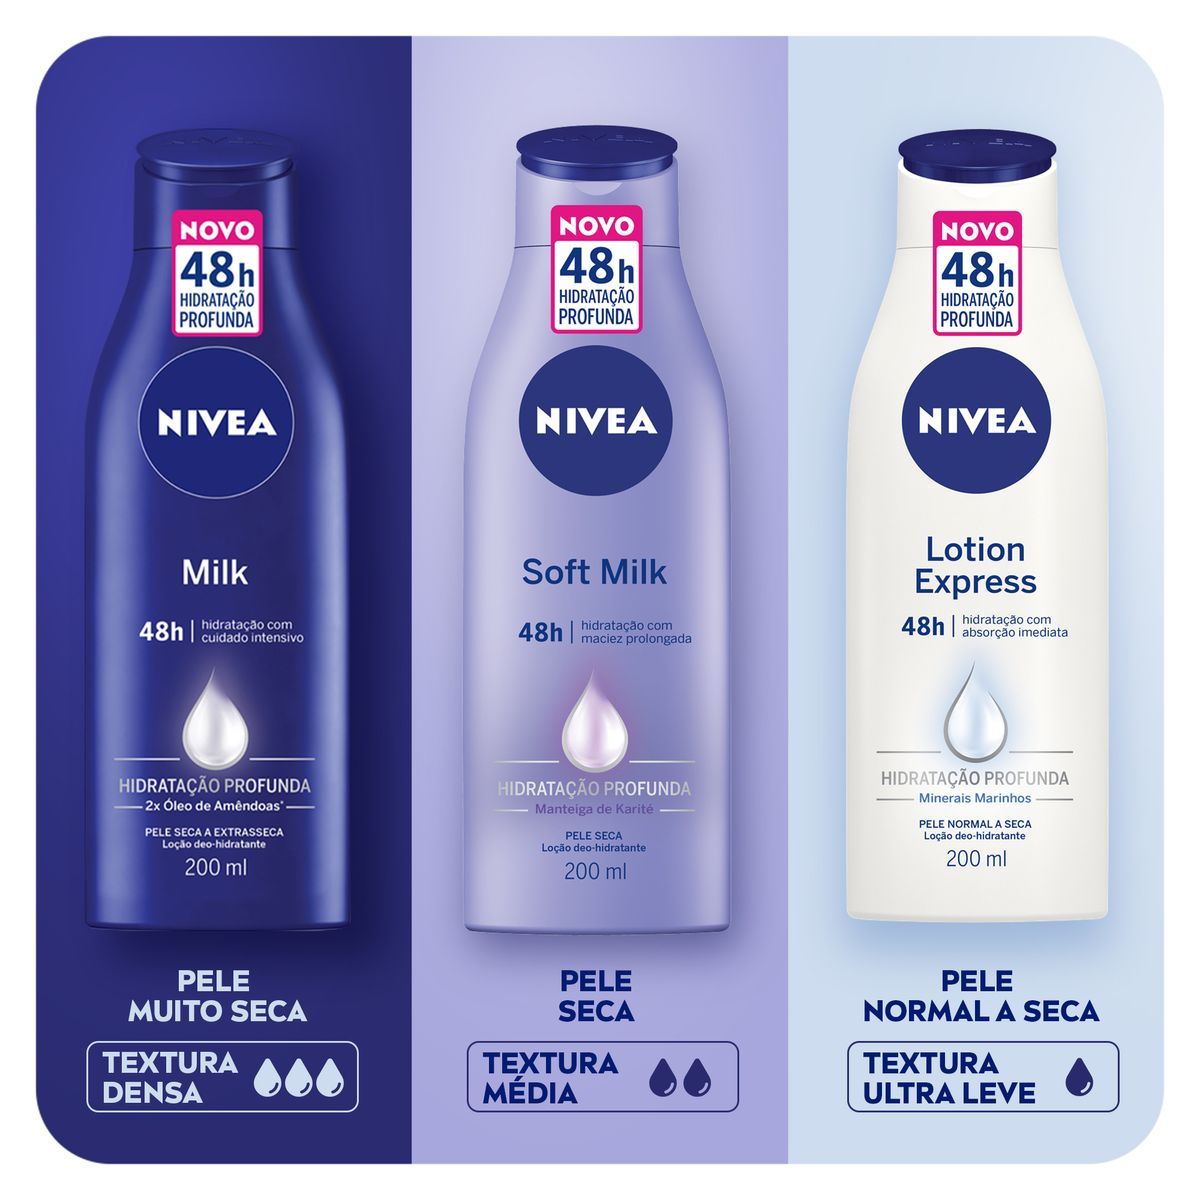 NOVO
48h
HIDRATAÇÃO
PROFUNDA
NIVEA
Milk
48h | hidratação com
cuidado intensivo
HIDRATAÇÃO PROFUNDA
2x Óleo de Amêndoas*
PELE SECA A EXTRASSECA
Loção deo-hidratante
200 ml
PELE
MUITO SECA
TEXTURA
DENSA
NOVO
48h
HIDRATAÇÃO
PROFUNDA
NIVEA
Soft Milk
48h | hidratação com
maciez prolongada
HIDRATAÇÃO PROFUNDA
Manteiga de Karité
PELE SECA
Loção deo-hidratante
200 ml
PELE
SECA
TEXTURA
MÉDIA
NOVO
48h
HIDRATAÇÃO
PROFUNDA
NIVEA
Lotion
Express
48h | hidratação com
absorção imediata
HIDRATAÇÃO PROFUNDA
Minerais Marinhos
PELE NORMAL A SECA
Loção deo-hidratante
200 ml
PELE
NORMAL A SECA
TEXTURA
ULTRA LEVE